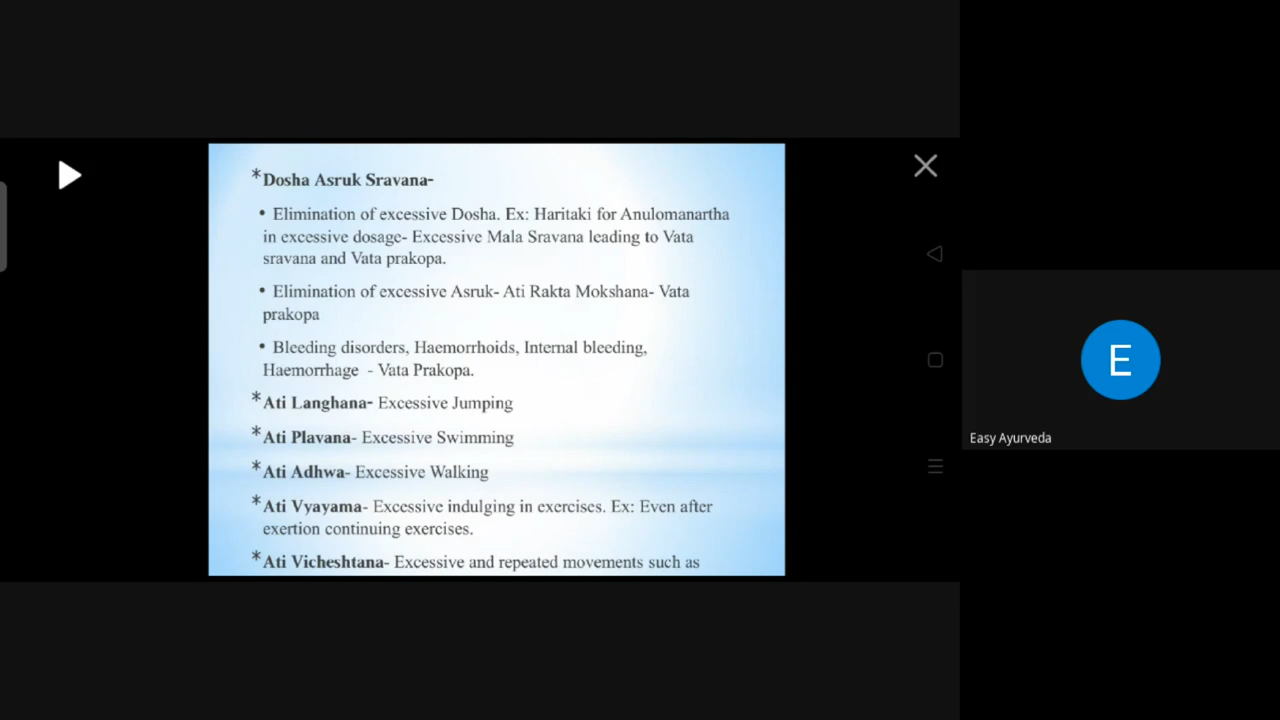 *Dosha Asruk Sravana-
• Elimination of excessive Dosha. Ex: Haritaki for Anulomanartha
in excessive dosage- Excessive Mala Sravana leading to Vata
sravana and Vata prakopa.
• Elimination of excessive Asruk- Ati Rakta Mokshana- Vata
prakopa
• Bleeding disorders, Haemorrhoids, Internal bleeding,
Haemorrhage - Vata Prakopa.
*Ati Langhana- Excessive Jumping
*Ati Plavana- Excessive Swimming
*Ati Adhwa- Excessive Walking
*Ati Vyayama- Excessive indulging in exercises. Ex: Even after
exertion continuing exercises.
*Ati Vicheshtana- Excessive and repeated movements such as
E
Easy Ayurveda